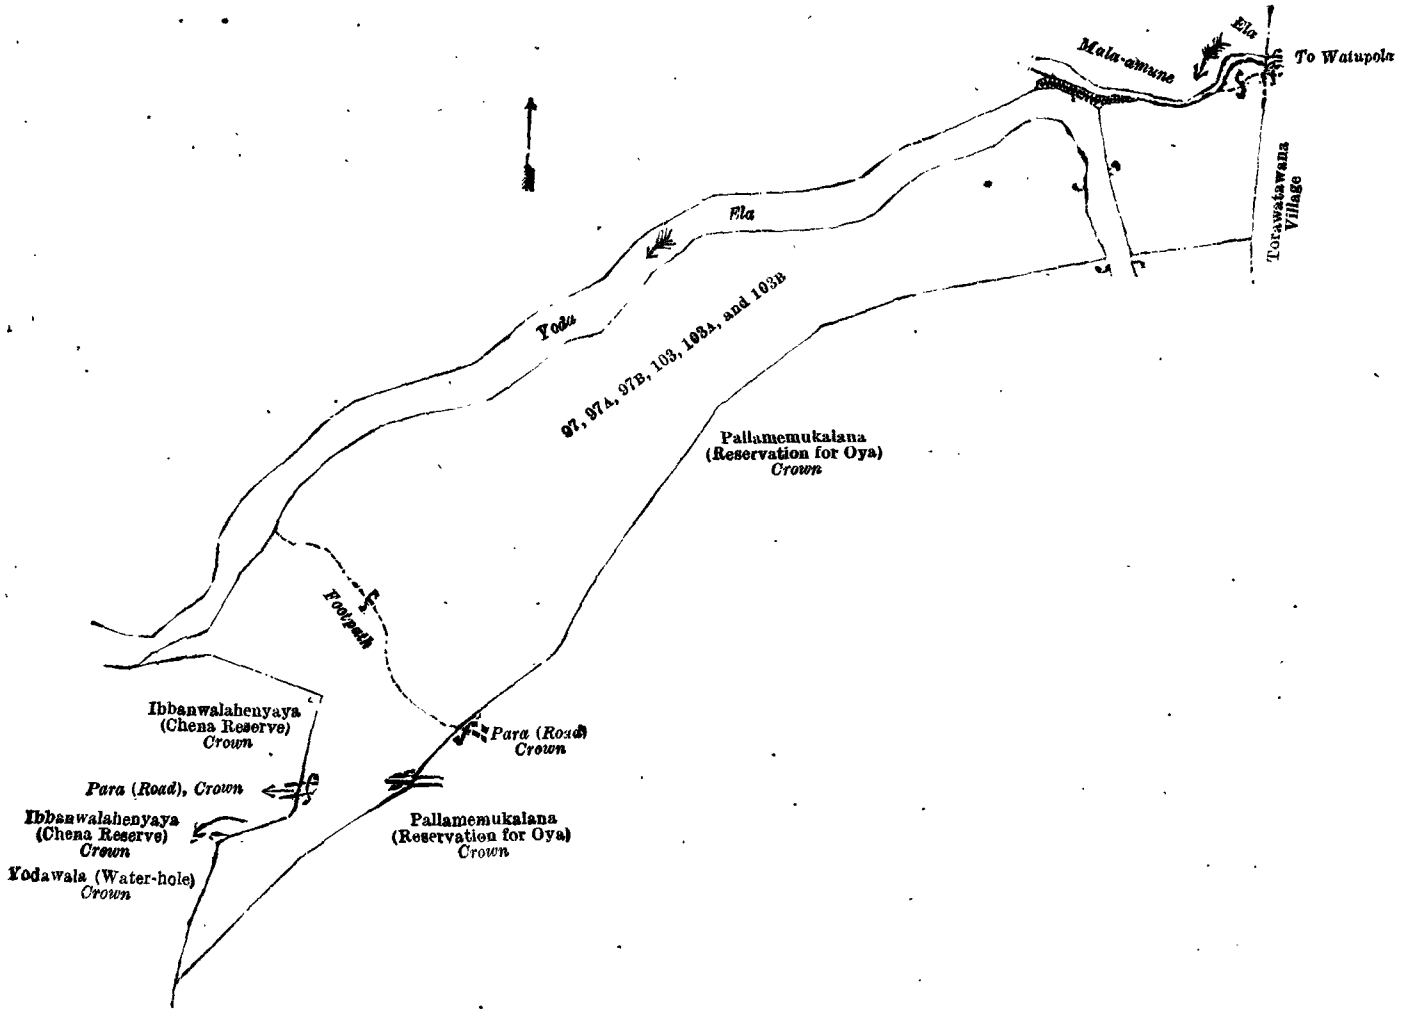 Ela
Mala-amune
To Watupola
Torawatawana
Village
Ela
Yoda
97, 97A, 97B, 103, 103A, and 103B
Pallamemukalana
(Reservation for Oya)
Crown
Footpath
Ibbanwalahenyaya
(Chena Reserve)
Crown
Para (Road)
Crown
Para (Road), Crown
Ibbanwalahenyaya
(Chena Reserve)
Crown
Pallamemukalana
(Reservation for Oya)
Crown
Yodawala (Water-hole)
Crown